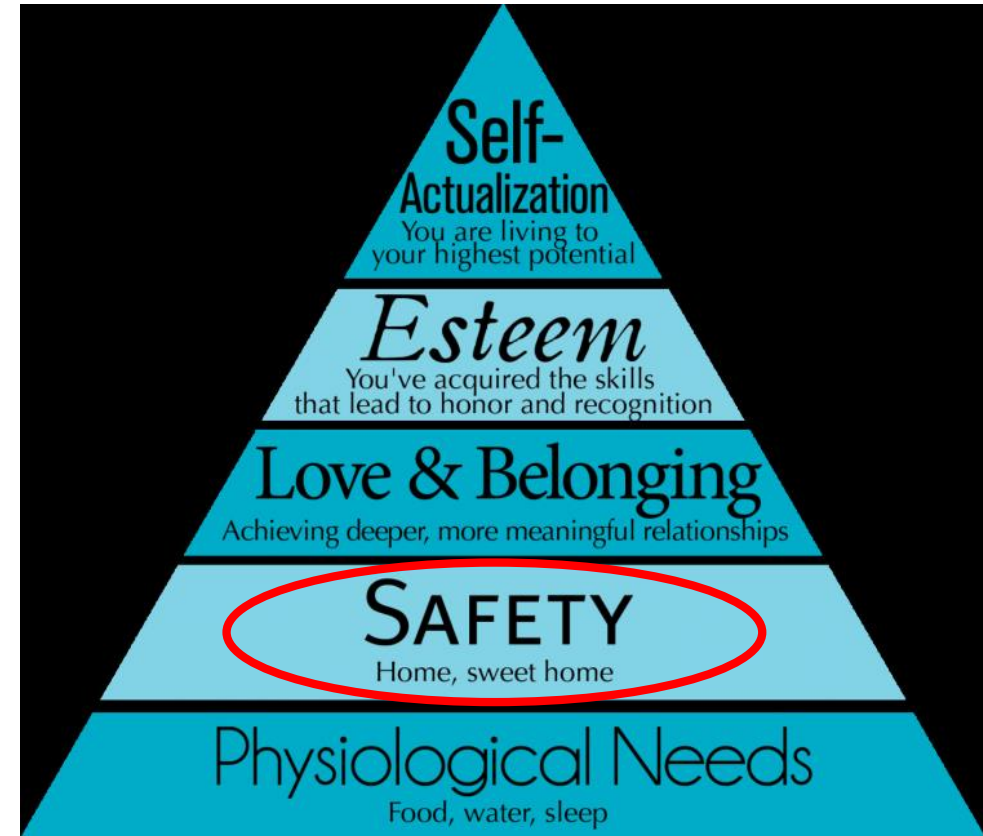 Self-
Actualization
You are living to
your highest potential
Esteem
You've acquired the skills
that lead to honor and recognition
Love & Belonging
Achieving deeper, more meaningful relationships
SAFETY
Home, sweet home
Physiological Needs
Food, water, sleep